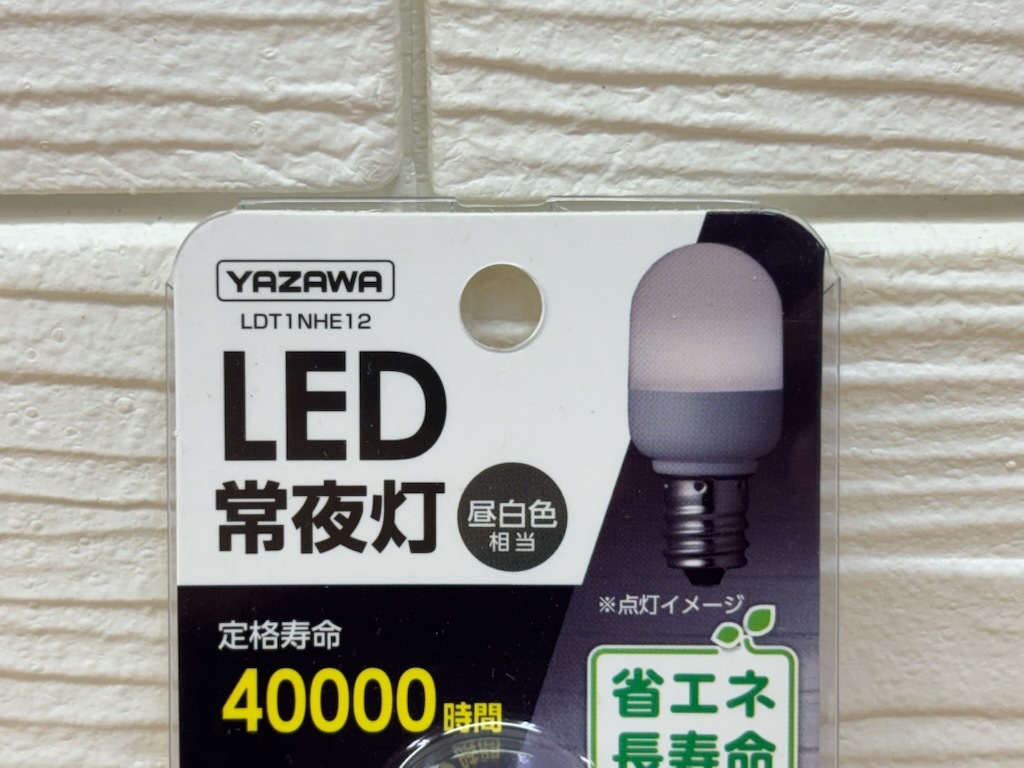 YAZAWA
LDT1NHE12
LED
常夜灯
昼白色
相当
※点灯イメージ
定格寿命
40000時間
省エネ
長寿命